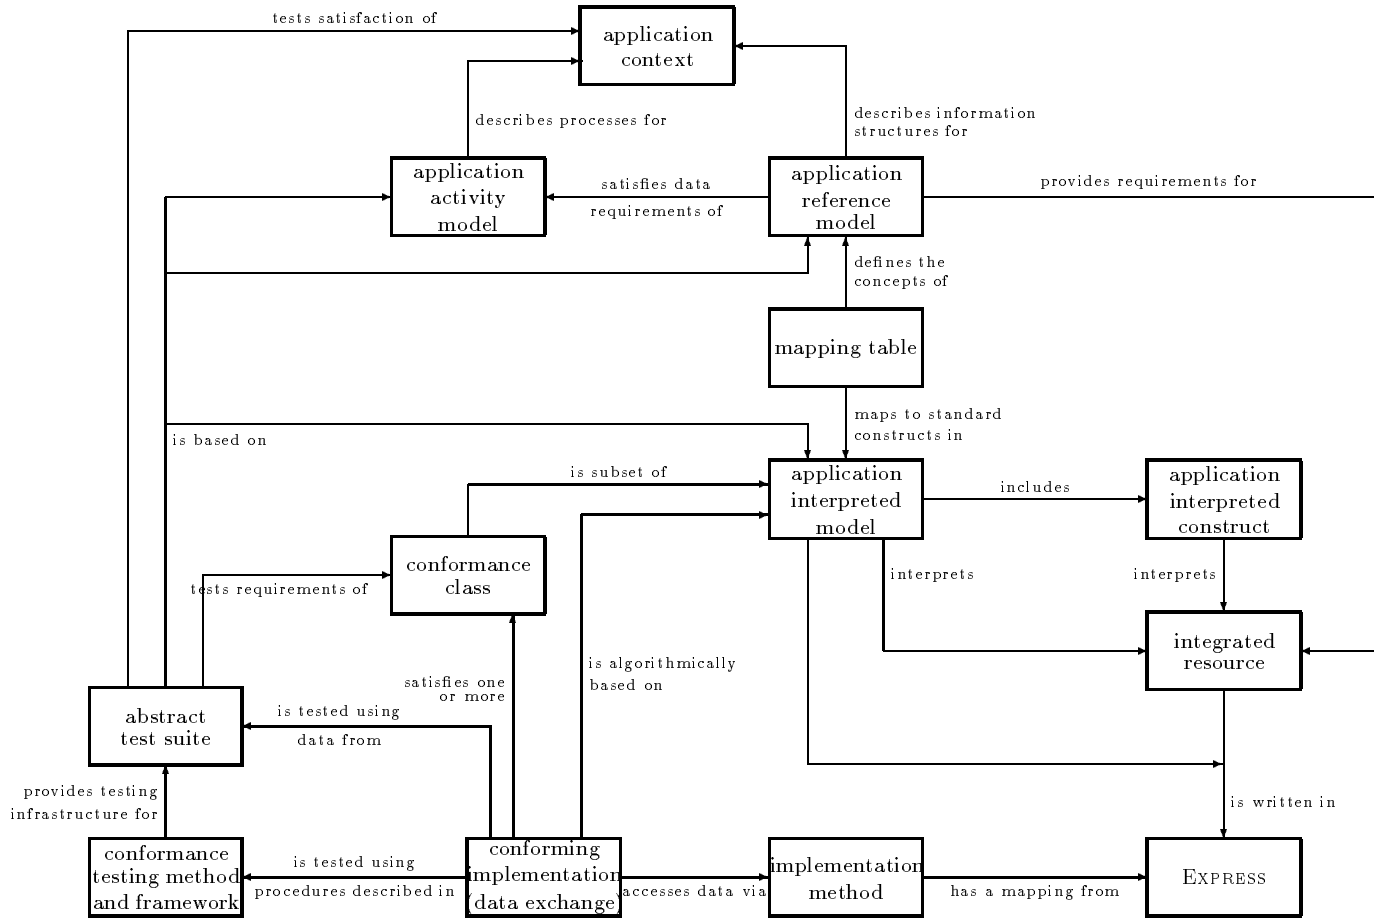 tests satisfaction of
application
context
describes processes for
describes information
structures for
application
activity
model
satisfies data
requirements of
application
reference
model
provides requirements for
defines the
concepts of
mapping table
maps to standard
constructs in
is based on
is subset of
application
interpreted
model
includes
application
interpreted
construct
conformance
class
tests requirements of
interprets
interprets
integrated
resource
is algorithmically
based on
satisfies one
or more
abstract
test suite
is tested using
data from
provides testing
infrastructure for
is written in
conformance
testing method
and framework
is tested using
procedures described in
conforming
implementation
(data exchange)
accesses data via
implementation
method
has a mapping from
EXPRESS